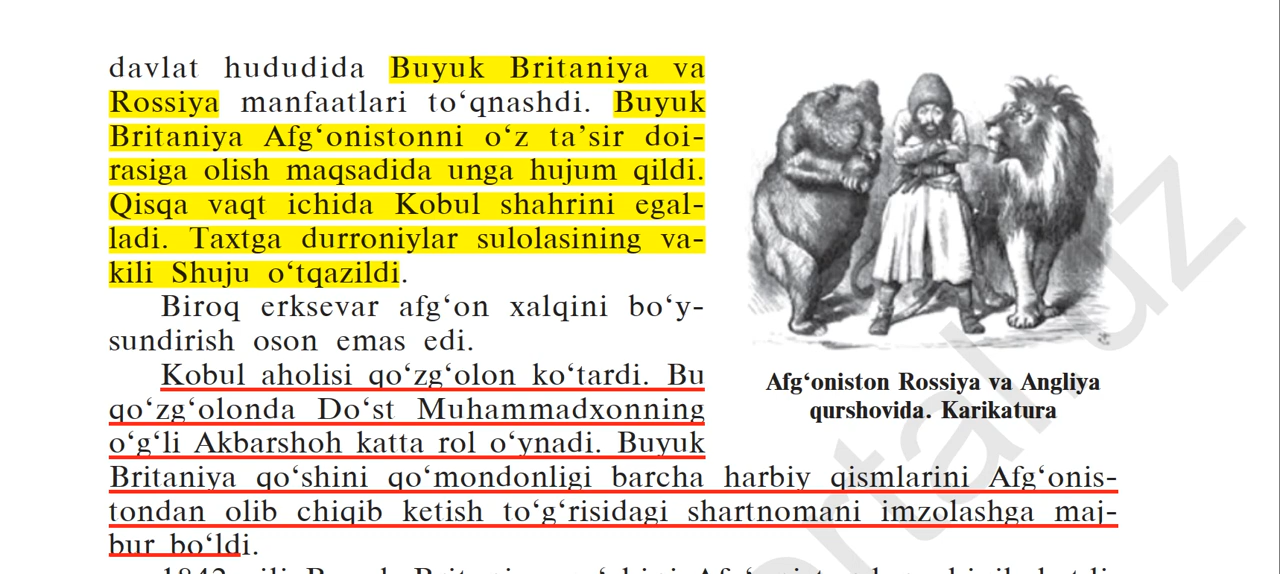 davlat hududida Buyuk Britaniya va
Rossiya manfaatlari to‘qnashdi. Buyuk
Britaniya Afg‘onistonni o‘z ta’sir doi-
rasiga olish maqsadida unga hujum qildi.
Qisqa vaqt ichida Kobul shahrini egal-
ladi. Taxtga durroniylar sulolasining va-
kili Shuju o‘tqazildi.
Biroq erksevar afg‘on xalqini bo‘y-
sundirish oson emas edi.
Kobul aholisi qo‘zg‘olon ko‘tardi. Bu
qo‘zg‘olonda Do‘st Muhammadxonning
o‘g‘li Akbarshoh katta rol o‘ynadi. Buyuk
Britaniya qo‘shini qo‘mondonligi barcha harbiy qismlarini Afg‘onis-
tondan olib chiqib ketish to‘g‘risidagi shartnomani imzolashga maj-
bur bo‘ldi.
Afg‘oniston Rossiya va Angliya
qurshovida. Karikatura